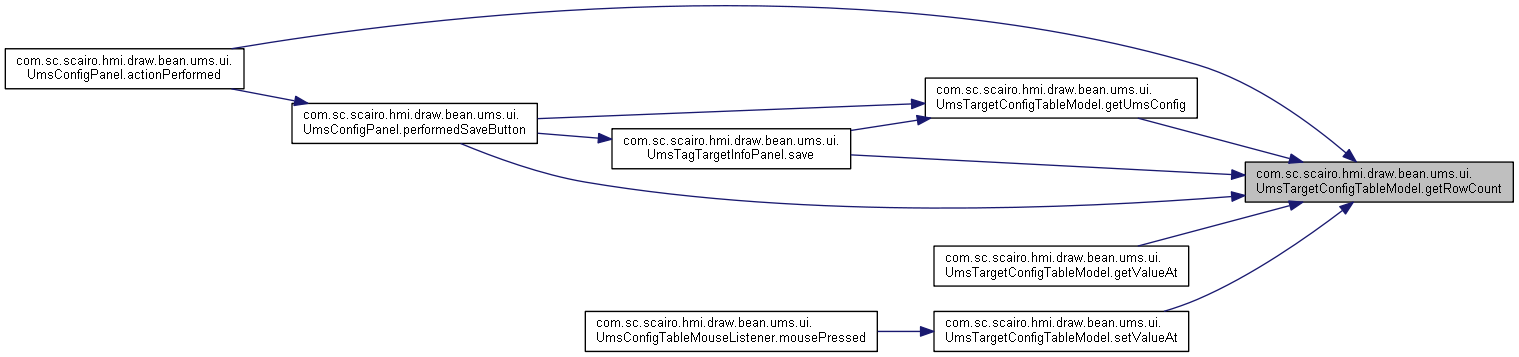 com.sc.scairo.hmi.draw.bean.ums.ui.
UmsConfigPanel.actionPerformed
com.sc.scairo.hmi.draw.bean.ums.ui.
UmsConfigPanel.performedSaveButton
com.sc.scairo.hmi.draw.bean.ums.ui.
UmsTargetConfigTableModel.getUmsConfig
com.sc.scairo.hmi.draw.bean.ums.ui.
UmsTagTargetInfoPanel.save
com.sc.scairo.hmi.draw.bean.ums.ui.
UmsTargetConfigTableModel.getRowCount
com.sc.scairo.hmi.draw.bean.ums.ui.
UmsTargetConfigTableModel.getValueAt
com.sc.scairo.hmi.draw.bean.ums.ui.
UmsConfigTableMouseListener.mousePressed
com.sc.scairo.hmi.draw.bean.ums.ui.
UmsTargetConfigTableModel.setValueAt